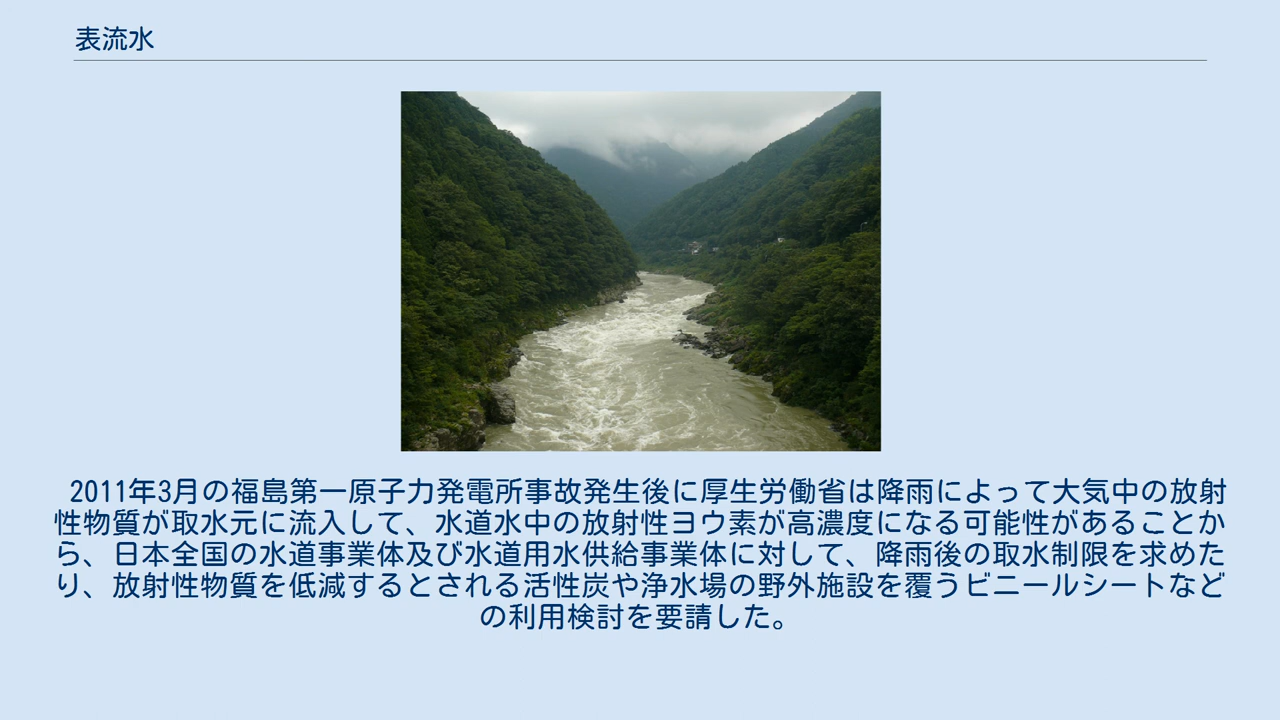 表流水
2011年3月の福島第一原子力発電所事故発生後に厚生労働省は降雨によって大気中の放射
性物質が取水元に流入して、水道水中の放射性ヨウ素が高濃度になる可能性があることか
ら、日本全国の水道事業体及び水道用水供給事業体に対して、降雨後の取水制限を求めた
り、放射性物質を低減するとされる活性炭や浄水場の野外施設を覆うビニールシートなど
の利用検討を要請した。